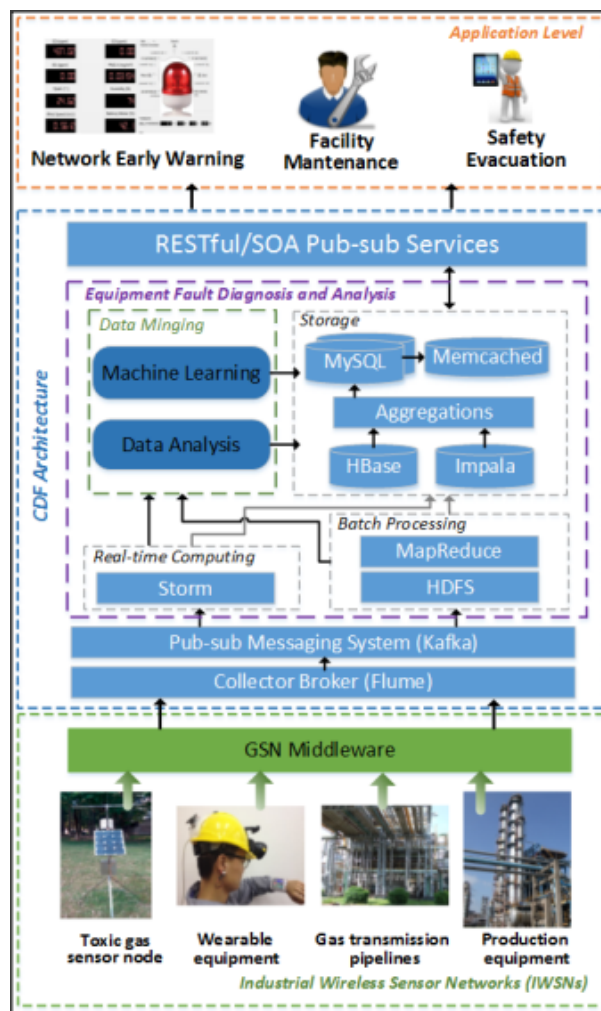 Application Level
Network Early Warning
Facility
Mantenance
Safety
Evacuation
RESTful/SOA Pub-sub Services
CDF Architecture
Equipment Fault Diagnosis and Analysis
Data Minging
Machine Learning
Data Analysis
Storage
MySQL
Memcached
Aggregations
HBase
Impala
Real-time Computing
Storm
Batch Processing
MapReduce
HDFS
Pub-sub Messaging System (Kafka)
Collector Broker (Flume)
GSN Middleware
Toxic gas
sensor node
Wearable
equipment
Gas transmission
pipelines
Production
equipment
Industrial Wireless Sensor Networks (IWSNs)